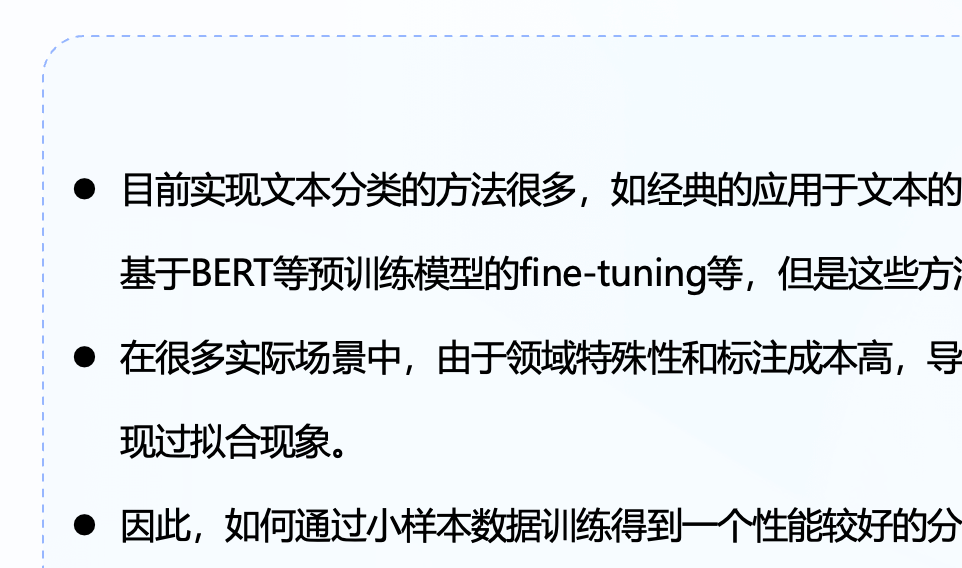 ● 目前实现文本分类的方法很多，如经典的应用于文本的
基于BERT等预训练模型的fine-tuning等，但是这些方
● 在很多实际场景中，由于领域特殊性和标注成本高，导
现过拟合现象。
● 因此，如何通过小样本数据训练得到一个性能较好的分